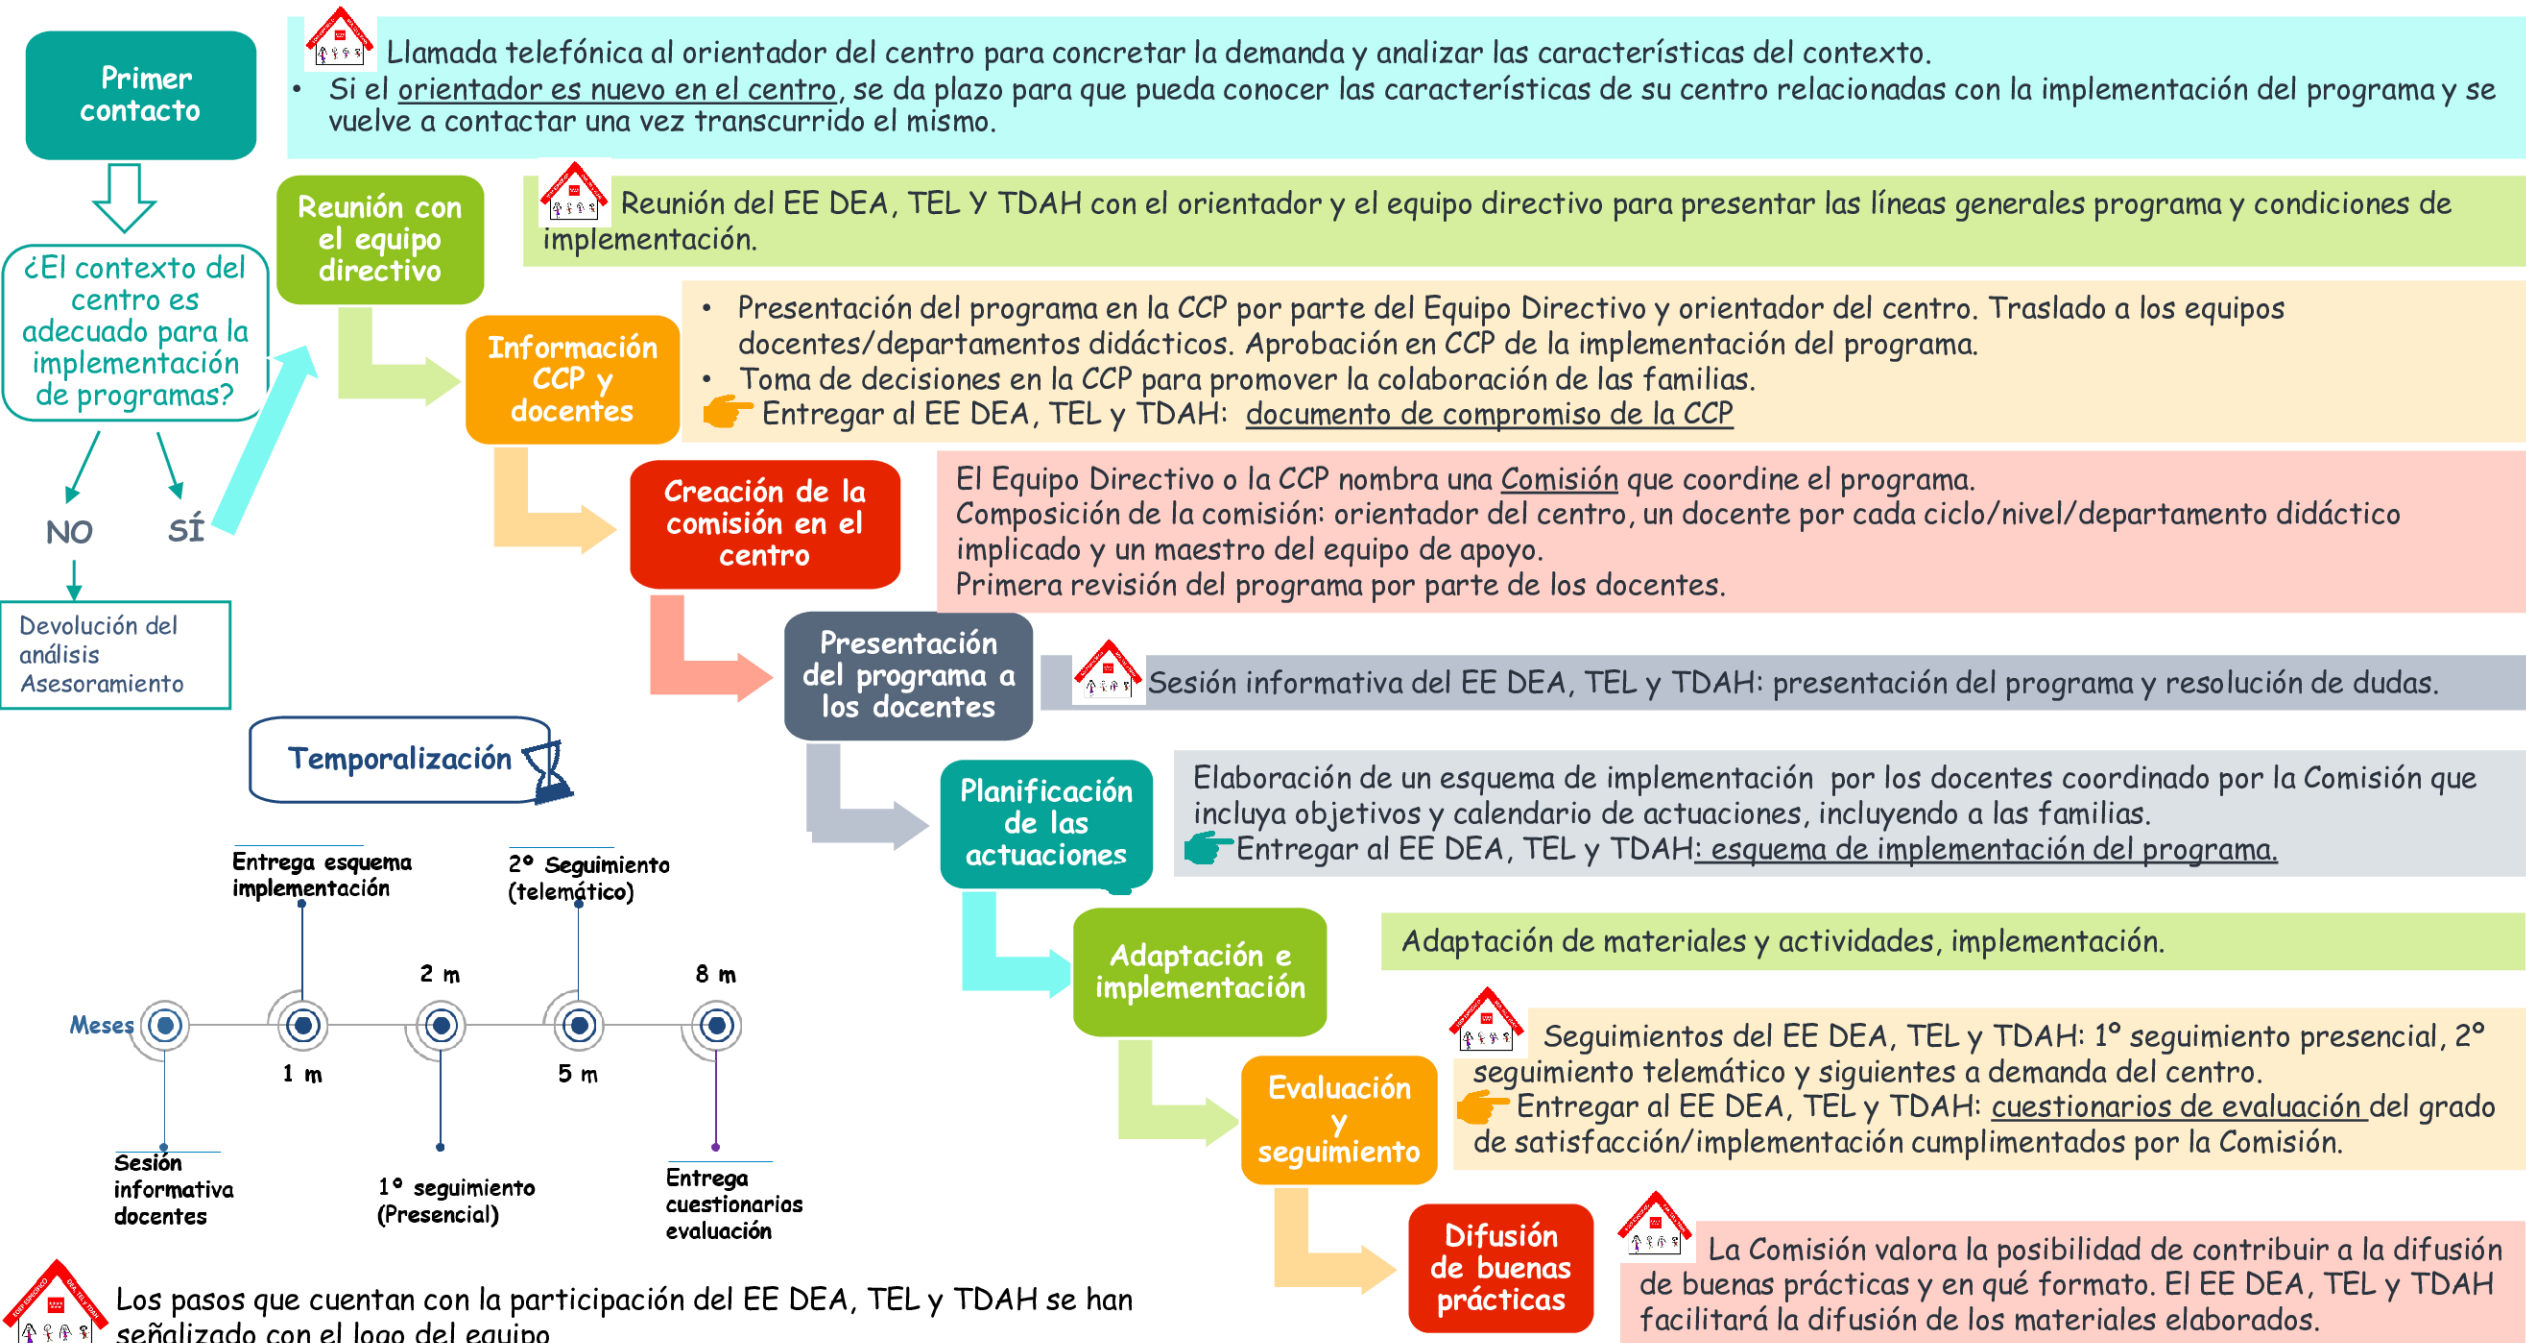 Primer
contacto
Llamada telefónica al orientador del centro para concretar la demanda y analizar las características del contexto.
• Si el orientador es nuevo en el centro, se da plazo para que pueda conocer las características de su centro relacionadas con la implementación del programa y se
vuelve a contactar una vez transcurrido el mismo.
¿El contexto del
centro es
adecuado para la
implementación
de programas?
NO
SÍ
Devolución del
análisis
Asesoramiento
Reunión con
el equipo
directivo
Reunión del EE DEA, TEL Y TDAH con el orientador y el equipo directivo para presentar las líneas generales programa y condiciones de
implementación.
Información
CCP y
docentes
• Presentación del programa en la CCP por parte del Equipo Directivo y orientador del centro. Traslado a los equipos
docentes/departamentos didácticos. Aprobación en CCP de la implementación del programa.
• Toma de decisiones en la CCP para promover la colaboración de las familias.
Entregar al EE DEA, TEL y TDAH: documento de compromiso de la CCP
Creación de la
comisión en el
centro
El Equipo Directivo o la CCP nombra una Comisión que coordine el programa.
Composición de la comisión: orientador del centro, un docente por cada ciclo/nivel/departamento didáctico
implicado y un maestro del equipo de apoyo.
Primera revisión del programa por parte de los docentes.
Presentación
del programa a
los docentes
Sesión informativa del EE DEA, TEL y TDAH: presentación del programa y resolución de dudas.
Planificación
de las
actuaciones
Elaboración de un esquema de implementación por los docentes coordinado por la Comisión que
incluya objetivos y calendario de actuaciones, incluyendo a las familias.
Entregar al EE DEA, TEL y TDAH: esquema de implementación del programa.
Adaptación e
implementación
Adaptación de materiales y actividades, implementación.
Evaluación
y
seguimiento
Seguimientos del EE DEA, TEL y TDAH: 1º seguimiento presencial, 2º
seguimiento telemático y siguientes a demanda del centro.
Entregar al EE DEA, TEL y TDAH: cuestionarios de evaluación del grado
de satisfacción/implementación cumplimentados por la Comisión.
Difusión
de buenas
prácticas
La Comisión valora la posibilidad de contribuir a la difusión
de buenas prácticas y en qué formato. El EE DEA, TEL y TDAH
facilitará la difusión de los materiales elaborados.
Temporalización
Entrega esquema
implementación
2º Seguimiento
(telemático)
2 m
8 m
Meses
1 m
5 m
Sesión
informativa
docentes
1º seguimiento
(Presencial)
Entrega
cuestionarios
evaluación
EOEP ESPECÍFICO
DEA, TEL Y TDAH
Los pasos que cuentan con la participación del EE DEA, TEL y TDAH se han
señalizado con el logo del equipo